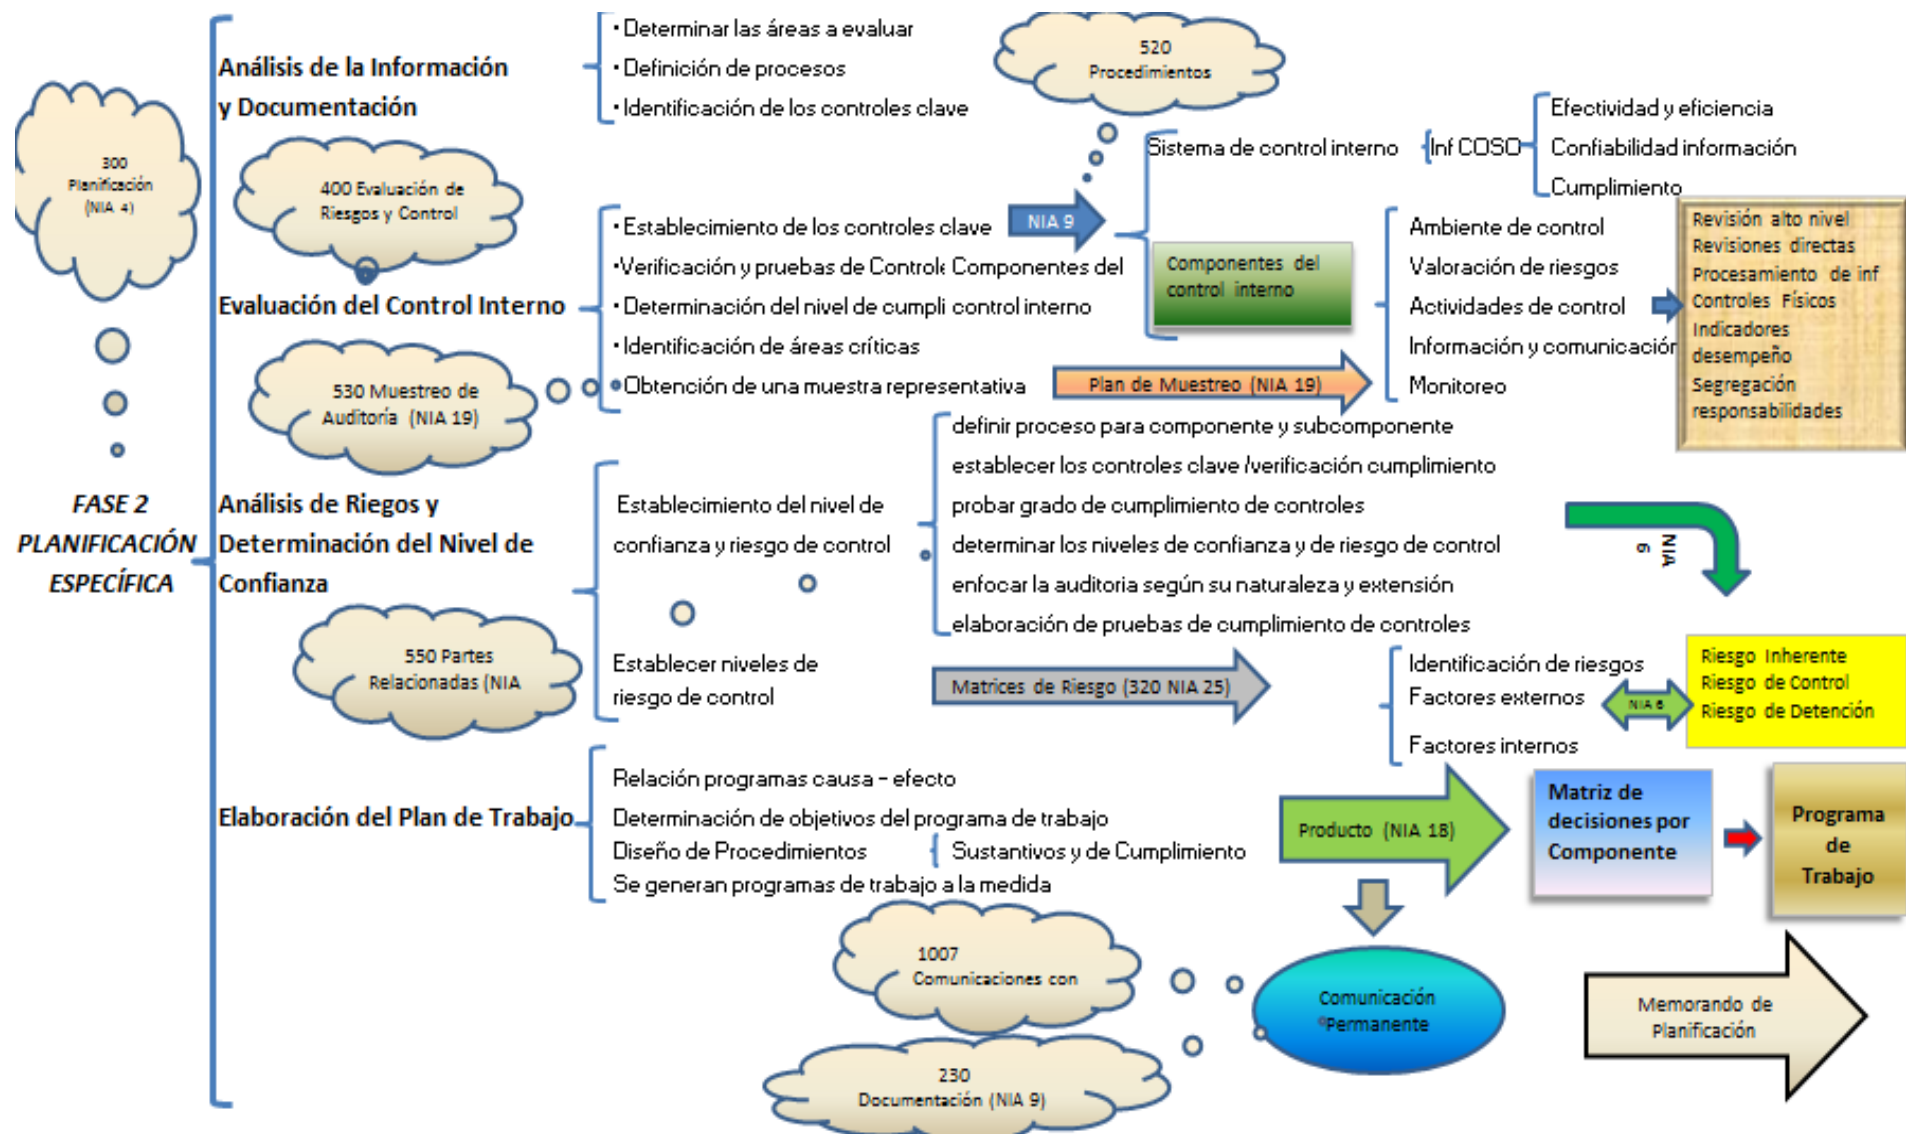 300
Planificación
(NIA 4)
FASE 2
PLANIFICACIÓN
ESPECÍFICA
Análisis de la Información
y Documentación
• Determinar las áreas a evaluar
• Definición de procesos
• Identificación de los controles clave
520
Procedimientos
400 Evaluación de
Riesgos y Control
Evaluación del Control Interno
• Establecimiento de los controles clave
•Verificación y pruebas de Control
• Determinación del nivel de cumpli
• Identificación de áreas críticas
•Obtención de una muestra representativa
Componentes del
control interno
NIA 9
Sistema de control interno
Inf COSO
Efectividad y eficiencia
Confiabilidad información
Cumplimiento
Componentes del
control interno
Ambiente de control
Valoración de riesgos
Actividades de control
Información y comunicación
Monitoreo
Revisión alto nivel
Revisiones directas
Procesamiento de inf
Controles Físicos
Indicadores
desempeño
Segregación
responsabilidades
530 Muestreo de
Auditoría (NIA 19)
Plan de Muestreo (NIA 19)
Análisis de Riegos y
Determinación del Nivel de
Confianza
Establecimiento del nivel de
confianza y riesgo de control
definir proceso para componente y subcomponente
establecer los controles clave /verificación cumplimiento
probar grado de cumplimiento de controles
determinar los niveles de confianza y de riesgo de control
enfocar la auditoria según su naturaleza y extensión
elaboración de pruebas de cumplimiento de controles
NIA
6
550 Partes
Relacionadas (NIA
Establecer niveles de
riesgo de control
Matrices de Riesgo (320 NIA 25)
Identificación de riesgos
Factores externos
Factores internos
NIA 6
Riesgo Inherente
Riesgo de Control
Riesgo de Detención
Elaboración del Plan de Trabajo
Relación programas causa – efecto
Determinación de objetivos del programa de trabajo
Diseño de Procedimientos
Sustantivos y de Cumplimiento
Se generan programas de trabajo a la medida
Producto (NIA 18)
Matriz de
decisiones por
Componente
Programa
de
Trabajo
1007
Comunicaciones con
230
Documentación (NIA 9)
Comunicación
Permanente
Memorando de
Planificación